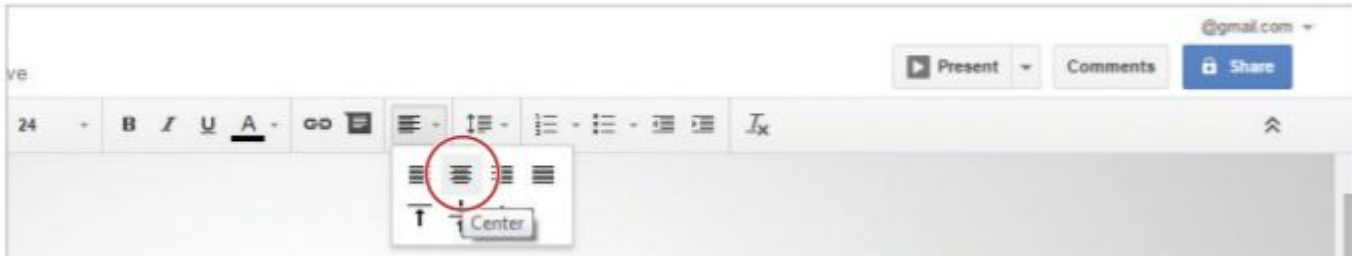 @gmail.com
ve
Present
Comments
Share
24
B I U A
Center